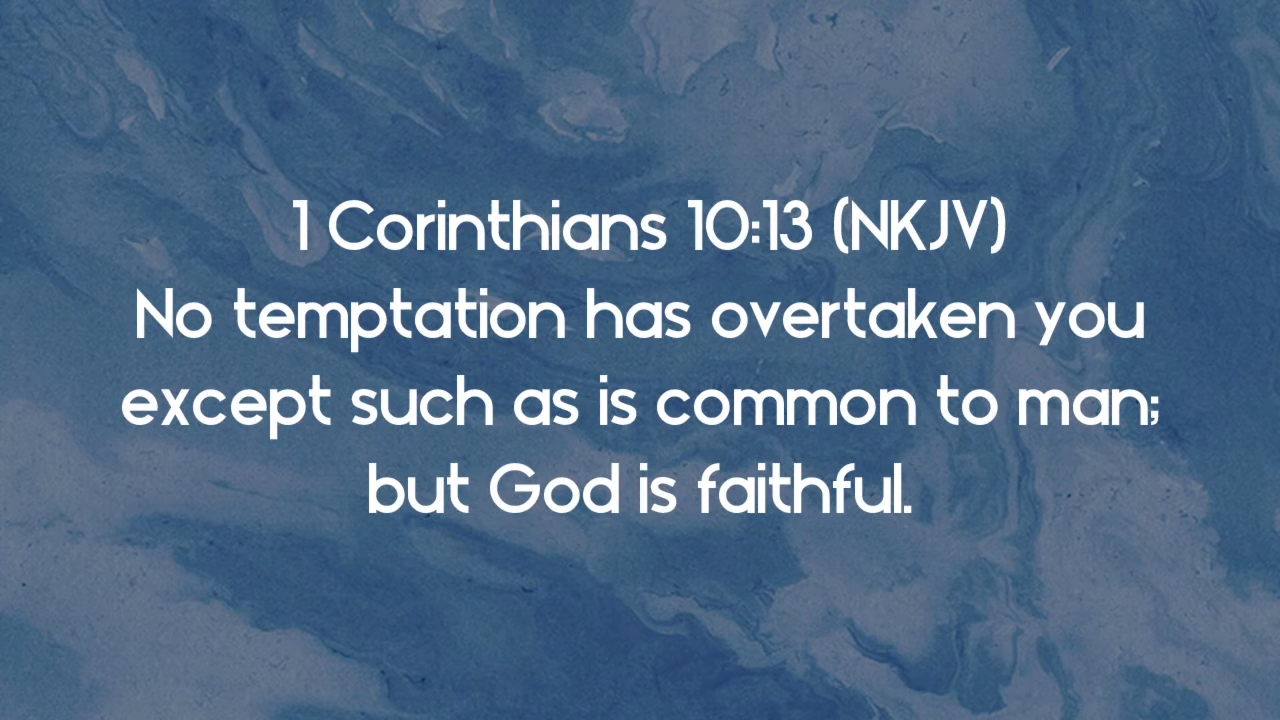 1 Corinthians 10:13 (NKJV)
No temptation has overtaken you
except such as is common to man;
but God is faithful.